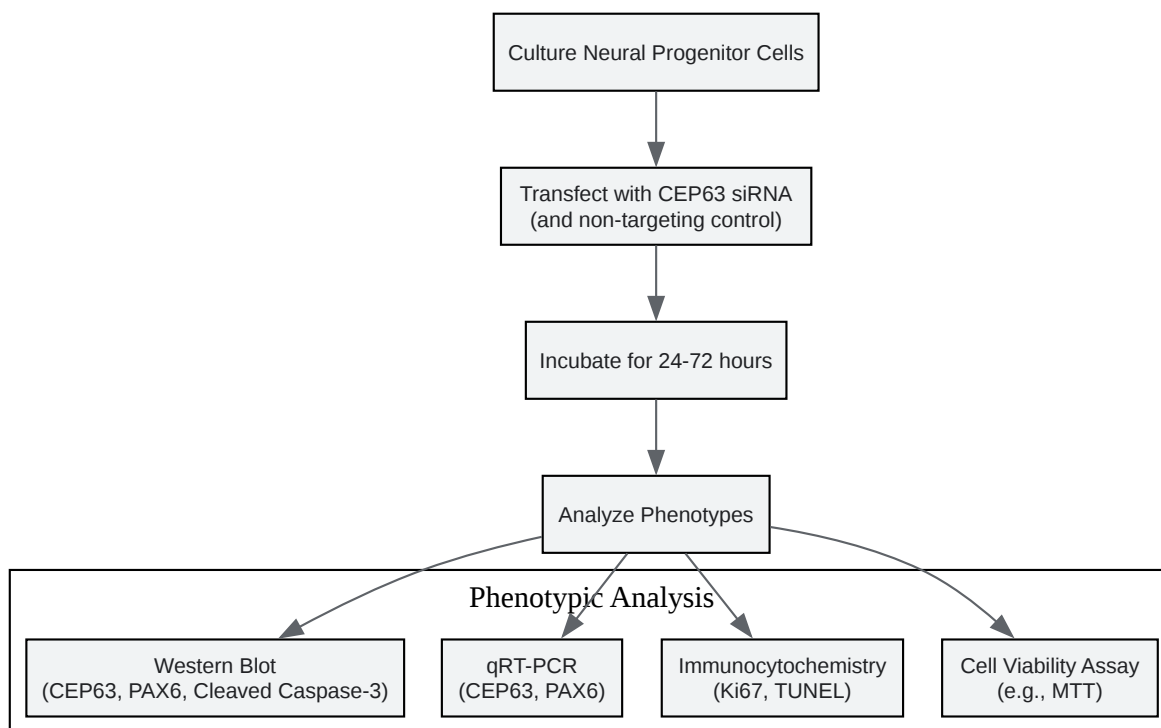 Culture Neural Progenitor Cells
Transfect with CEP63 siRNA
(and non-targeting control)
Incubate for 24-72 hours
Analyze Phenotypes
Phenotypic Analysis
Western Blot
(CEP63, PAX6, Cleaved Caspase-3)
qRT-PCR
(CEP63, PAX6)
Immunocytochemistry
(Ki67, TUNEL)
Cell Viability Assay
(e.g., MTT)